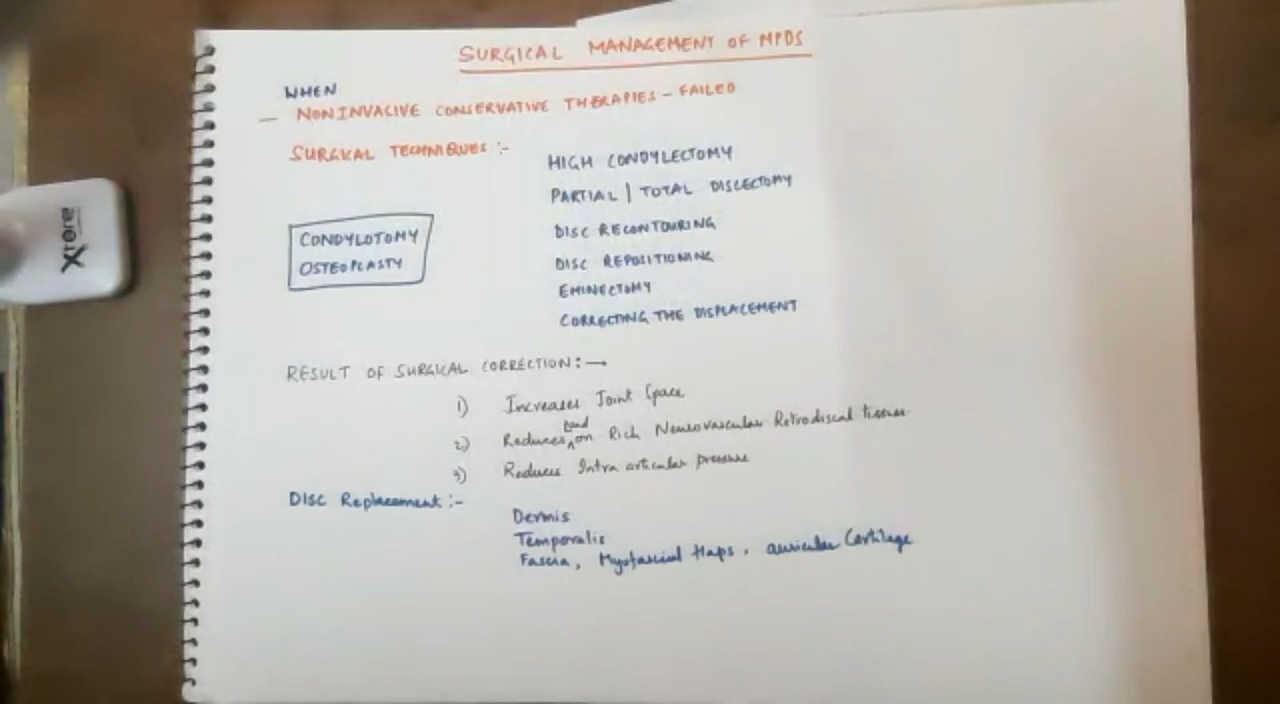 SURGICAL MANAGEMENT OF MPDS
WHEN
- NONINVACIVE CONSERVATIVE THERAPIES - FAILED
SURGICAL TECHNIQUES :-
HIGH CONDYLECTOMY
PARTIAL | TOTAL DISCECTOMY
DISC RECONTOURING
DISC REPOSITIONING
EMINECTOMY
CORRECTING THE DISPLACEMENT
CONDYLOTOMY
OSTEOPLASTY
RESULT OF SURGICAL CORRECTION: →
1) Increases Joint Space
2) Reduces load on Rich Neurovascular Retrodiscal tissues
3) Reduces Intra articular pressure
DISC Replacement :-
Dermis
Temporalis
Fascia, Myofascial flaps, auricular Cartilage
Xtore